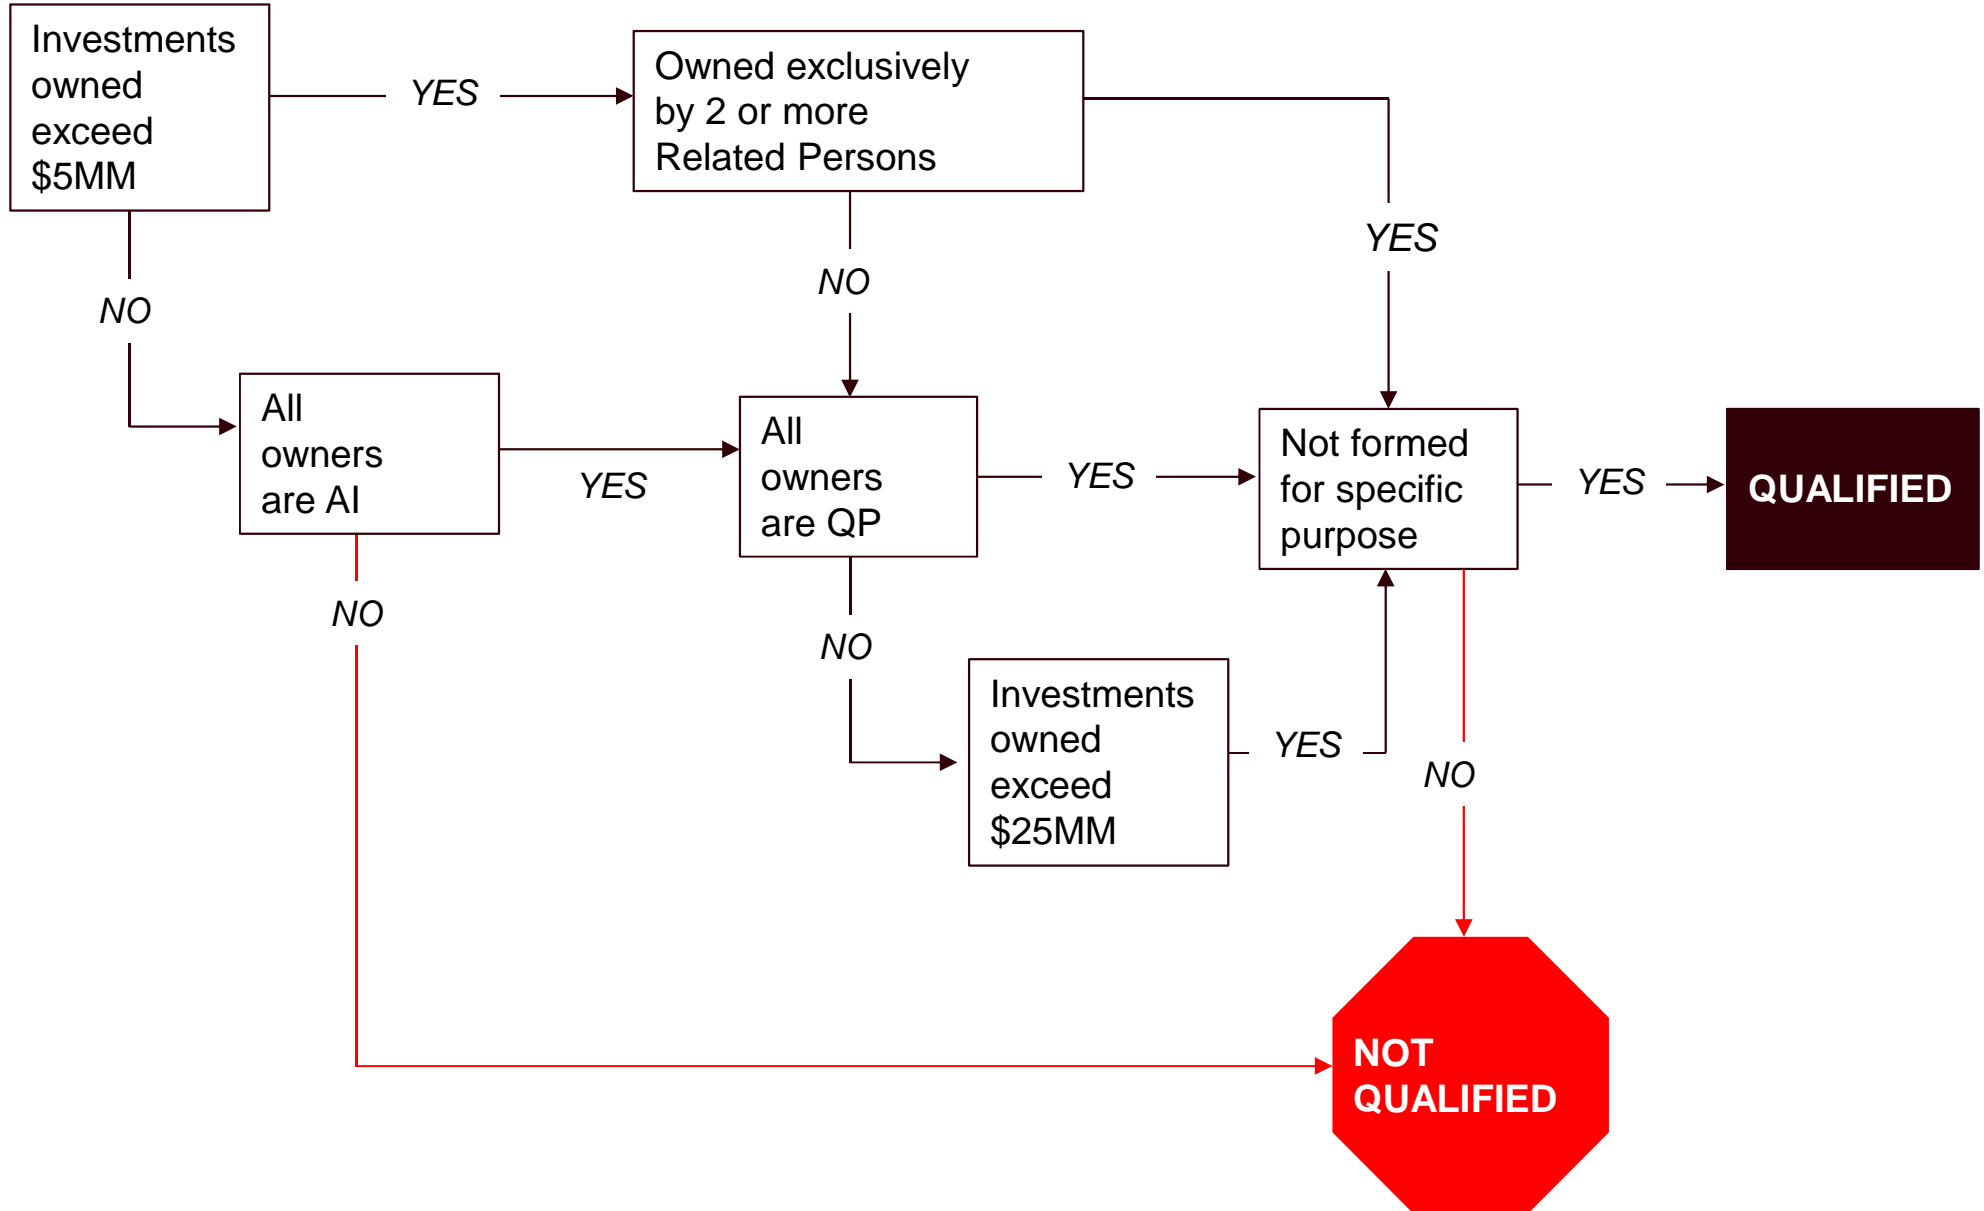 Investments
owned
exceed
$5MM
YES
Owned exclusively
by 2 or more
Related Persons
YES
NO
NO
All
owners
are AI
YES
All
owners
are QP
YES
Not formed
for specific
purpose
YES
QUALIFIED
NO
NO
Investments
owned
exceed
$25MM
YES
NO
NOT
QUALIFIED